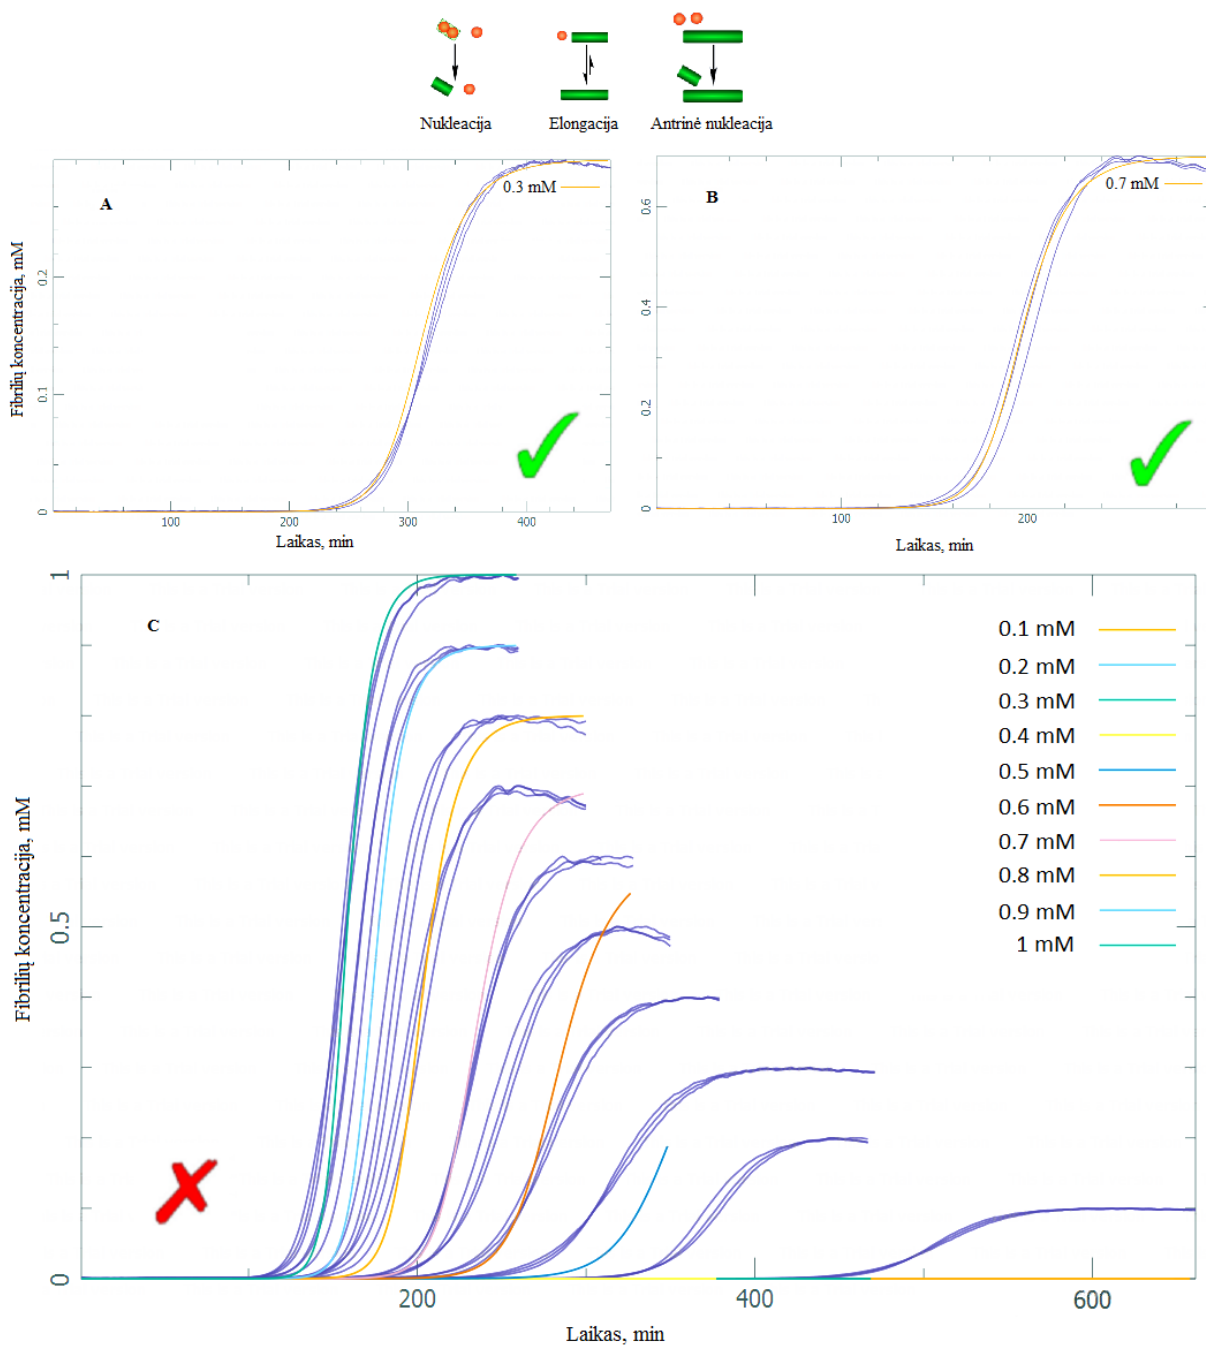 Nukleacija
Elongacija
Antrinė nukleacija
A
0.3 mM
Fibrilių koncentracija, mM
0.2
0.1
0
100
200
300
400
Laikas, min
B
0.7 mM
0.6
0.4
0.2
0
100
200
Laikas, min
C
1
0.5
0
Fibrilių koncentracija, mM
0.1 mM
0.2 mM
0.3 mM
0.4 mM
0.5 mM
0.6 mM
0.7 mM
0.8 mM
0.9 mM
1 mM
200
400
600
Laikas, min